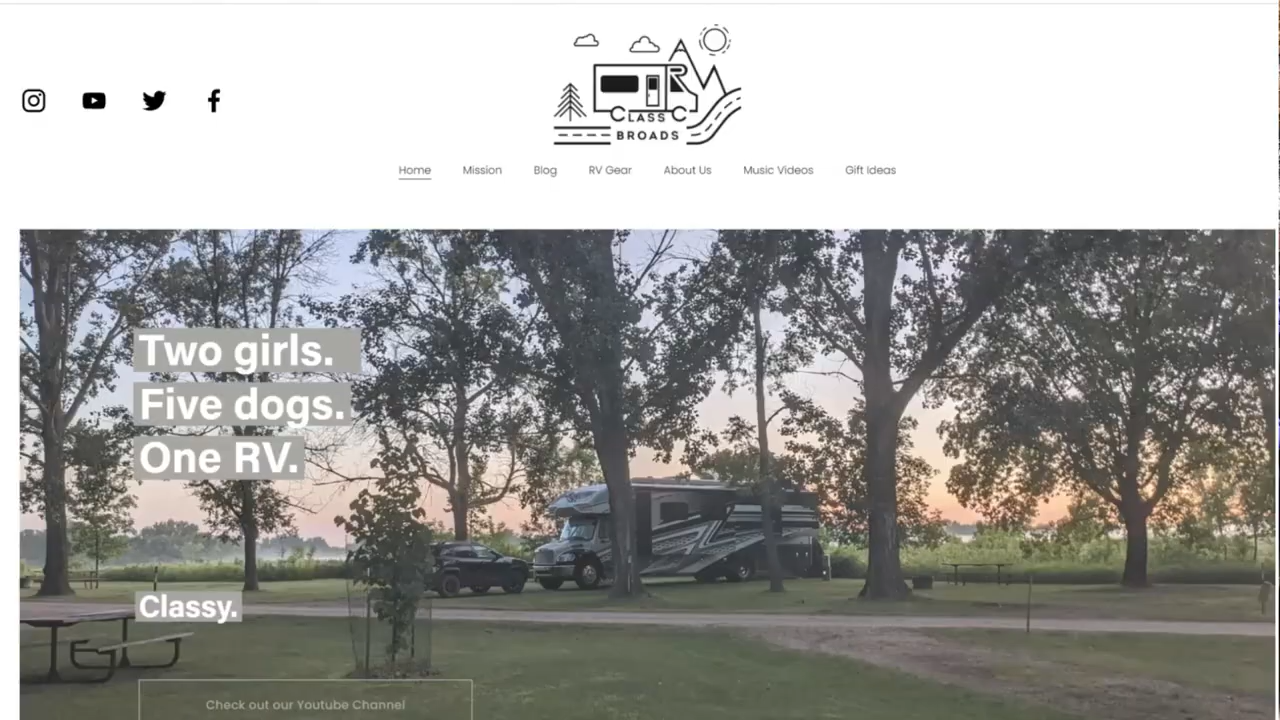 RV
CLASS C
BROADS
Home
Mission
Blog
RV Gear
About Us
Music Videos
Gift Ideas
Two girls.
Five dogs.
One RV.
Classy.
Check out our Youtube Channel